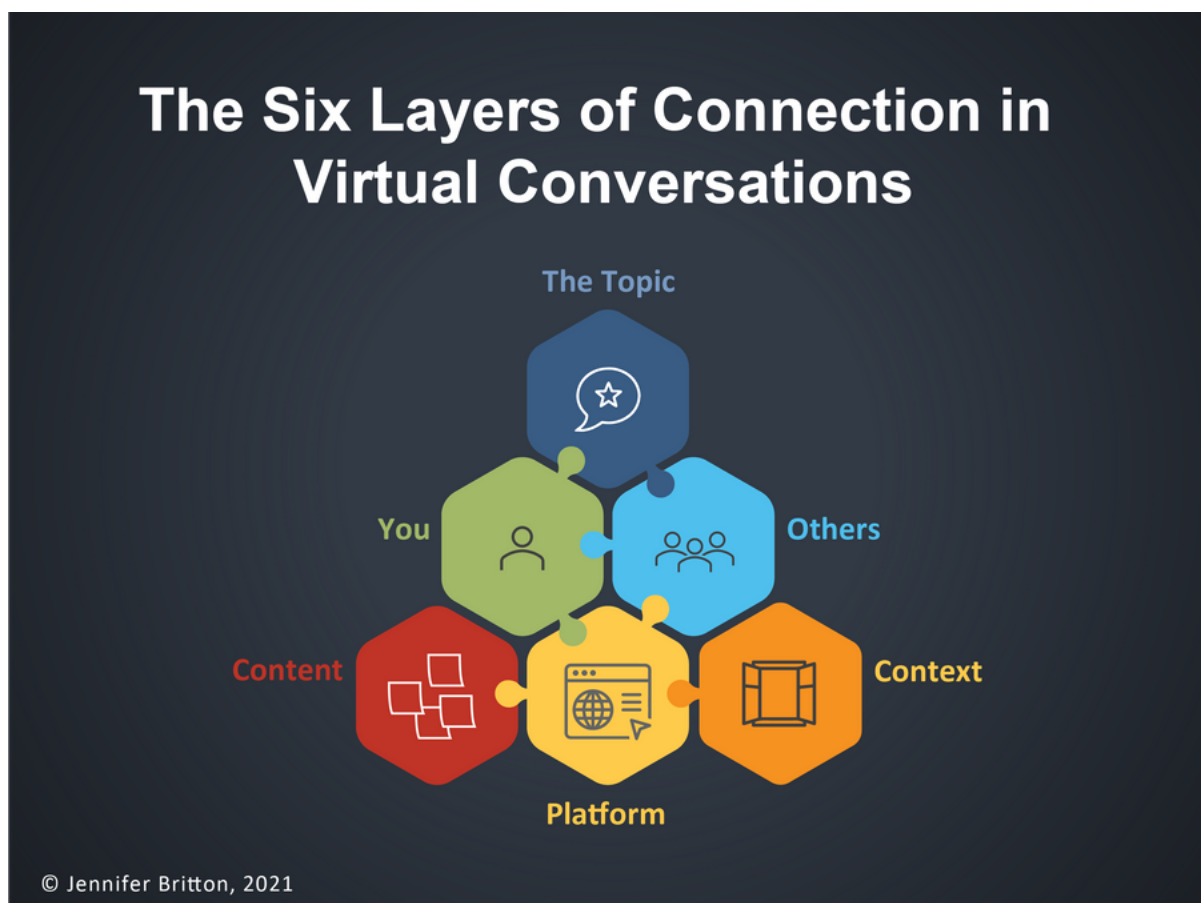 The Six Layers of Connection in
Virtual Conversations
The Topic
You
Others
Content
Context
Platform
© Jennifer Britton, 2021